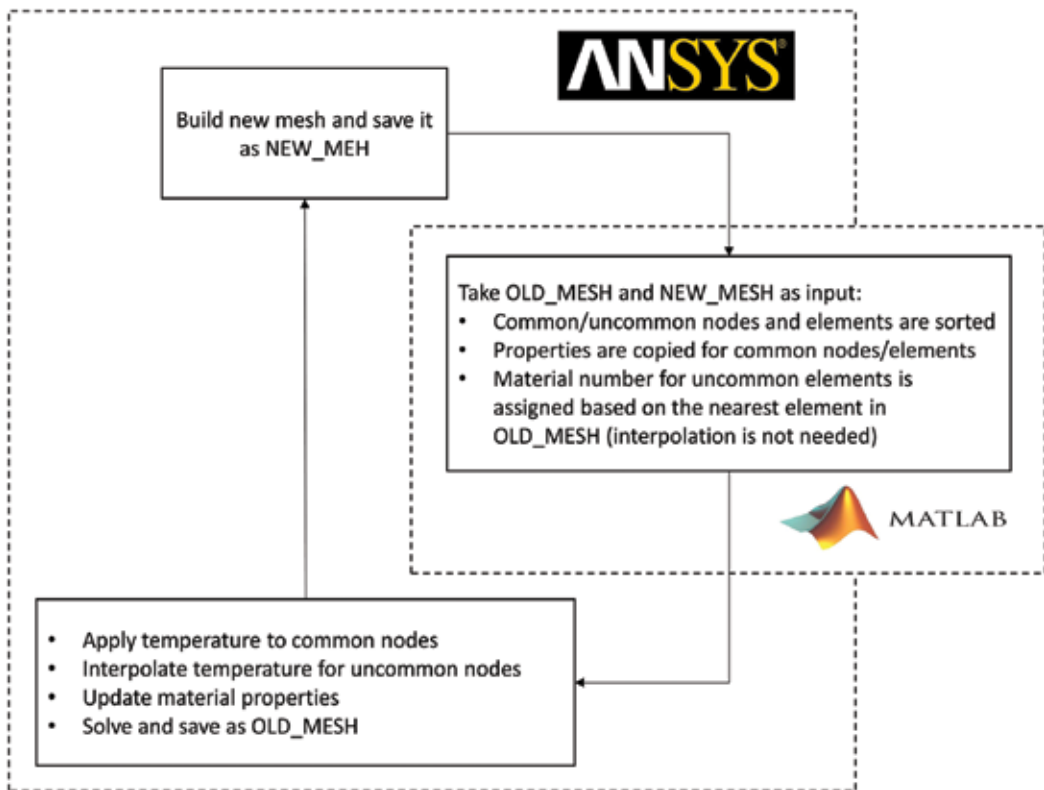 ANSYS®
Build new mesh and save it
as NEW_MEH
Take OLD_MESH and NEW_MESH as input:
• Common/uncommon nodes and elements are sorted
• Properties are copied for common nodes/elements
• Material number for uncommon elements is
assigned based on the nearest element in
OLD_MESH (interpolation is not needed)
MATLAB
• Apply temperature to common nodes
• Interpolate temperature for uncommon nodes
• Update material properties
• Solve and save as OLD_MESH